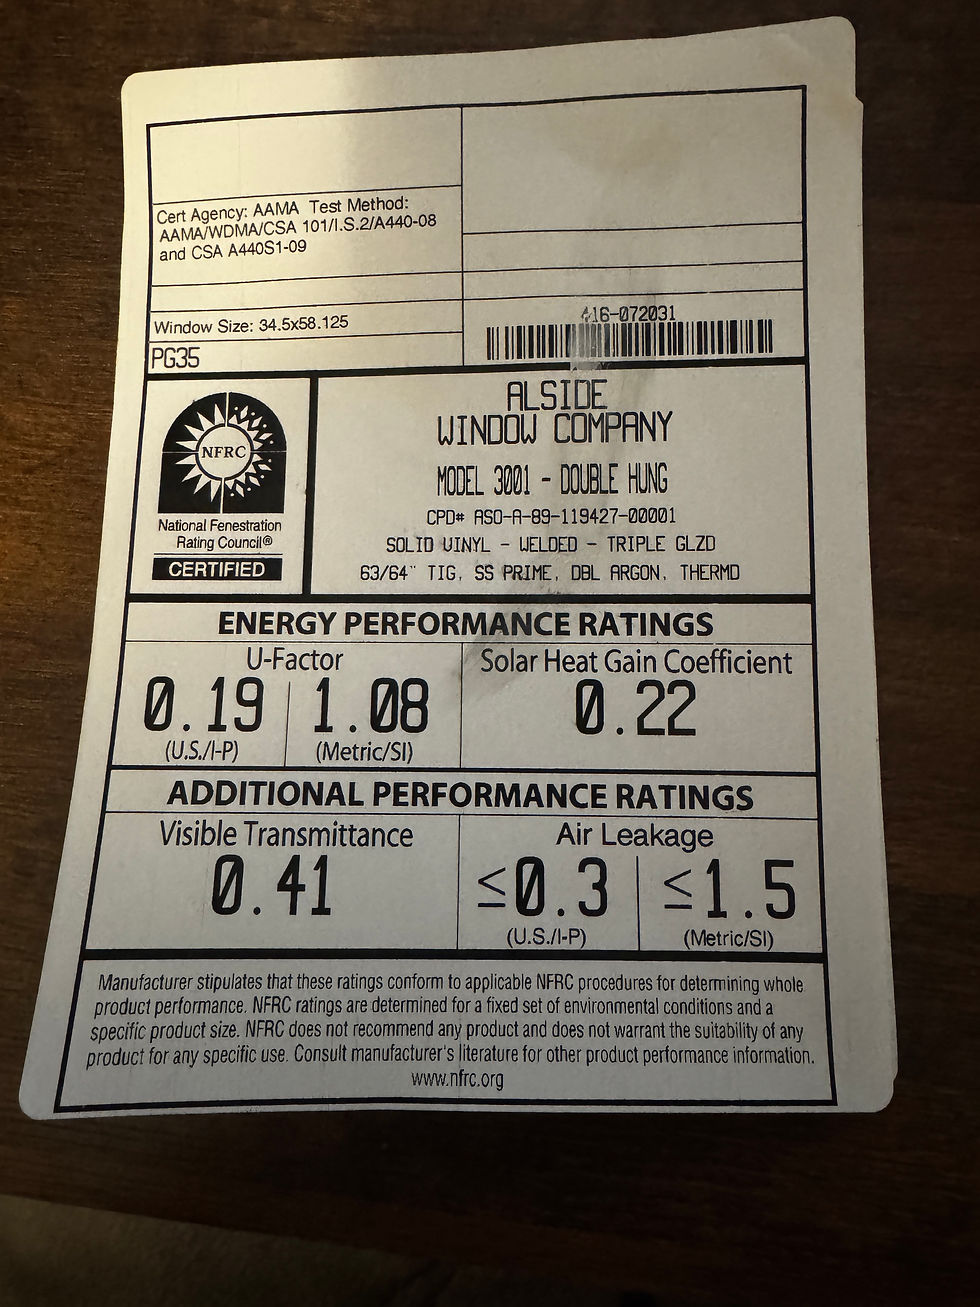 Cert Agency: AAMA Test Method:
AAMA/WDMA/CSA 101/I.S.2/A440-08
and CSA A440S1-09
Window Size: 34.5x58.125
PG35
416-072031
NFRC
National Fenestration
Rating Council®
CERTIFIED
ALSIDE
WINDOW COMPANY
MODEL 3001 - DOUBLE HUNG
CPD# ASO-A-89-119427-00001
SOLID VINYL - WELDED - TRIPLE GLZD
63/64" TIG, SS PRIME, DBL ARGON, THERMD
ENERGY PERFORMANCE RATINGS
U-Factor
0.19 1.08
(U.S./I-P) (Metric/SI)
Solar Heat Gain Coefficient
0.22
ADDITIONAL PERFORMANCE RATINGS
Visible Transmittance
0.41
Air Leakage
≤0.3 ≤1.5
(U.S./I-P) (Metric/SI)
Manufacturer stipulates that these ratings conform to applicable NFRC procedures for determining whole
product performance. NFRC ratings are determined for a fixed set of environmental conditions and a
specific product size. NFRC does not recommend any product and does not warrant the suitability of any
product for any specific use. Consult manufacturer's literature for other product performance information.
www.nfrc.org